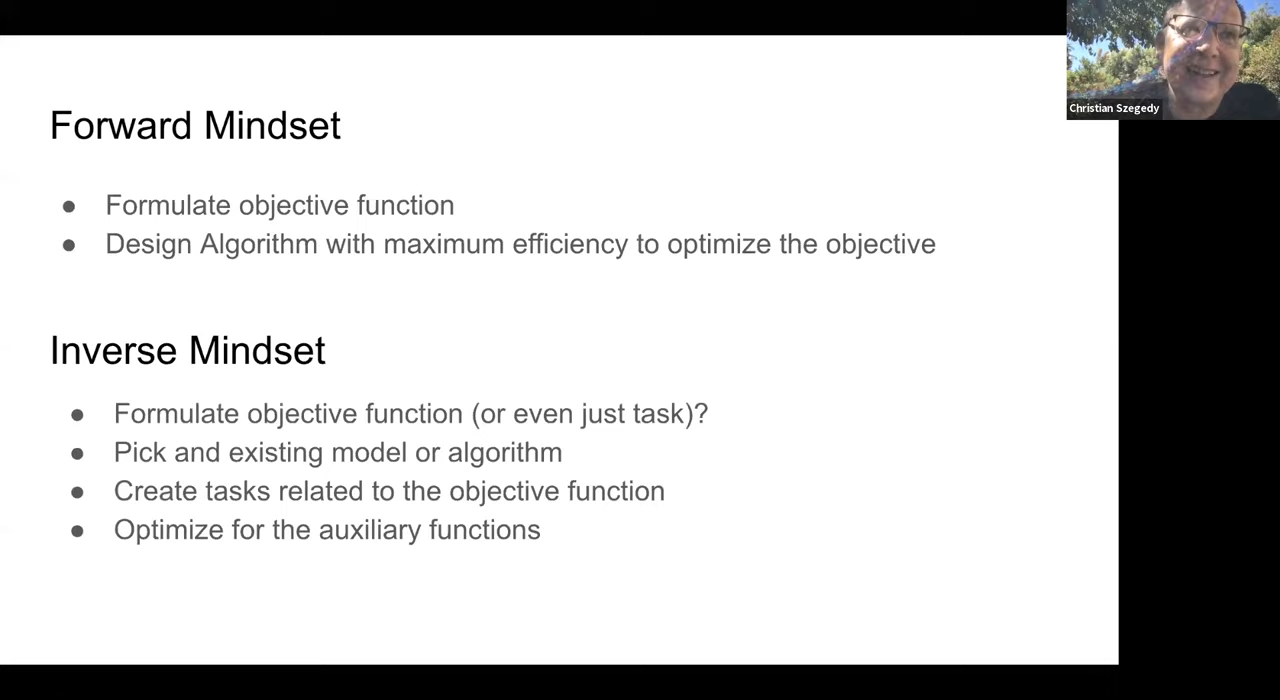 Christian Szegedy
Forward Mindset
● Formulate objective function
● Design Algorithm with maximum efficiency to optimize the objective
Inverse Mindset
● Formulate objective function (or even just task)?
● Pick and existing model or algorithm
● Create tasks related to the objective function
● Optimize for the auxiliary functions